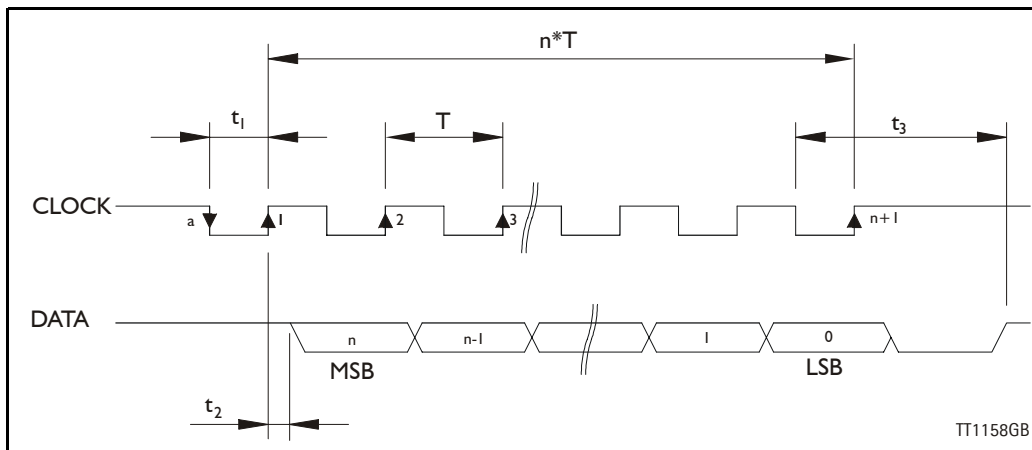 n*T
t1
T
t3
CLOCK
a
1
2
3
n+1
DATA
n
n-1
1
0
MSB
LSB
t2
TT1158GB